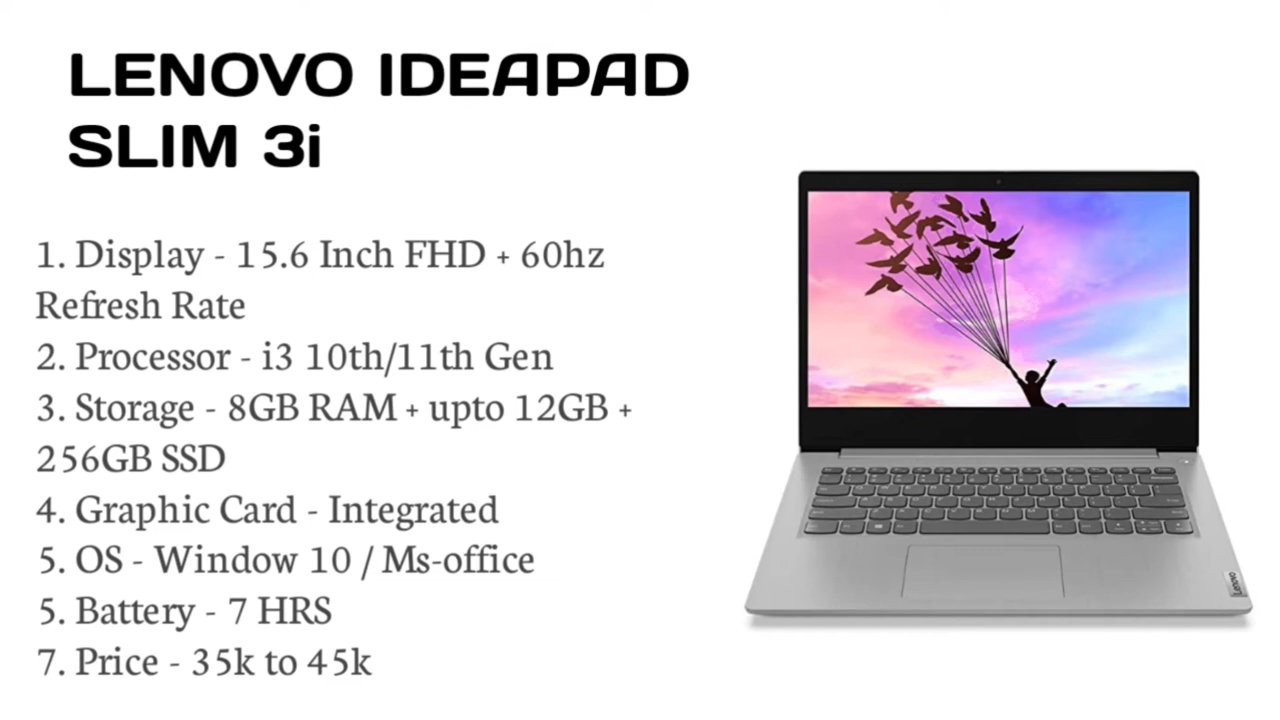 LENOVO IDEAPAD
SLIM 3i
1. Display - 15.6 Inch FHD + 60hz
Refresh Rate
2. Processor - i3 10th/11th Gen
3. Storage - 8GB RAM + upto 12GB +
256GB SSD
4. Graphic Card - Integrated
5. OS - Window 10 / Ms-office
5. Battery - 7 HRS
7. Price - 35k to 45k
Lenovo